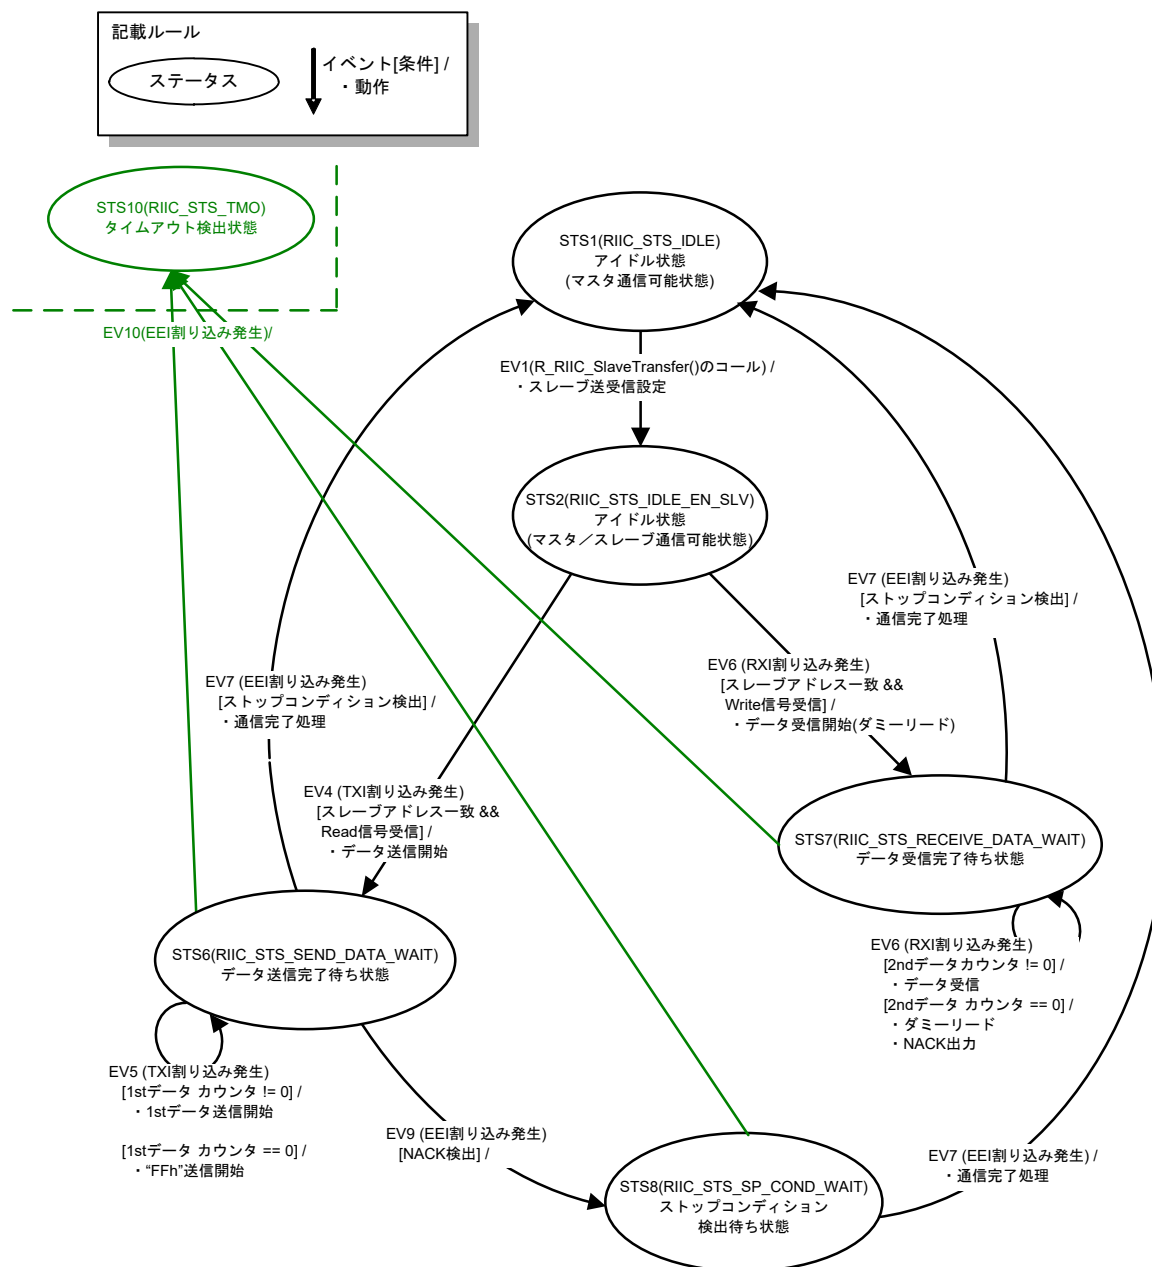 記載ルール
ステータス
イベント[条件] /
・動作
STS10(RIIC_STS_TMO)
タイムアウト検出状態
STS1(RIIC_STS_IDLE)
アイドル状態
(マスタ通信可能状態)
EV10(EEI割り込み発生)/
EV1(R_RIIC_SlaveTransfer()のコール) /
・スレーブ送受信設定
STS2(RIIC_STS_IDLE_EN_SLV)
アイドル状態
(マスタ／スレーブ通信可能状態)
EV7 (EEI割り込み発生)
[ストップコンディション検出] /
・通信完了処理
EV6 (RXI割り込み発生)
[スレーブアドレス一致 &&
Write信号受信] /
・データ受信開始(ダミーリード)
EV7 (EEI割り込み発生)
[ストップコンディション検出] /
・通信完了処理
EV4 (TXI割り込み発生)
[スレーブアドレス一致 &&
Read信号受信] /
・データ送信開始
STS7(RIIC_STS_RECEIVE_DATA_WAIT)
データ受信完了待ち状態
STS6(RIIC_STS_SEND_DATA_WAIT)
データ送信完了待ち状態
EV6 (RXI割り込み発生)
[2ndデータカウンタ != 0] /
・データ受信
[2ndデータ カウンタ == 0] /
・ダミーリード
・NACK出力
EV5 (TXI割り込み発生)
[1stデータ カウンタ != 0] /
・1stデータ送信開始
[1stデータ カウンタ == 0] /
・“FFh”送信開始
EV9 (EEI割り込み発生)
[NACK検出] /
EV7 (EEI割り込み発生) /
・通信完了処理
STS8(RIIC_STS_SP_COND_WAIT)
ストップコンディション
検出待ち状態